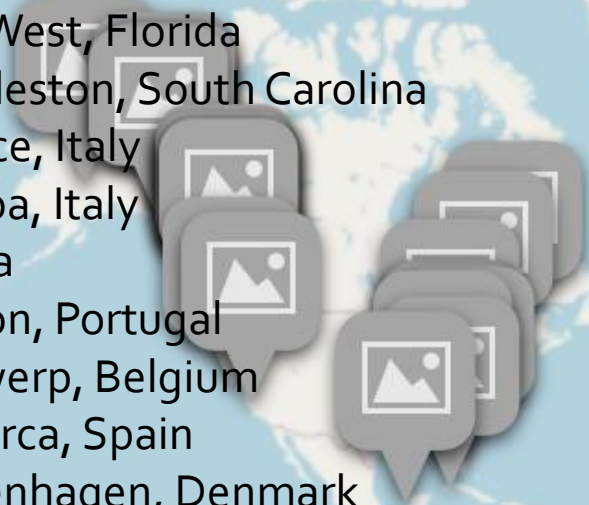 West, Florida
leston, South Carolina
ce, Italy
oa, Italy
a
on, Portugal
verp, Belgium
rca, Spain
enhagen, Denmark